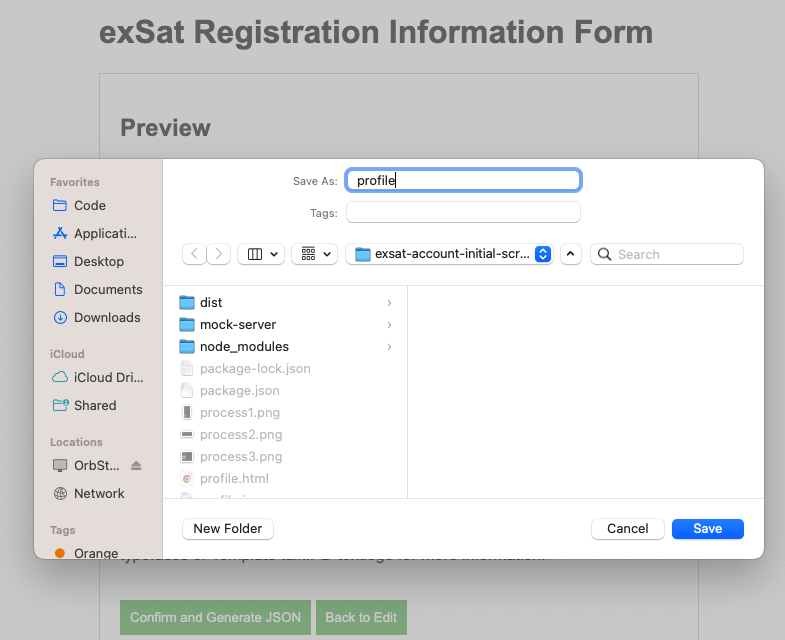 exSat Registration Information Form
Preview
Save As: profile
Tags:
exsat-account-initial-scr...
Search
Favorites
Code
Applicati...
Desktop
Documents
Downloads
iCloud
iCloud Dri...
Shared
Locations
OrbSt...
Network
Tags
Orange
dist
mock-server
node_modules
package-lock.json
package.json
process1.png
process2.png
process3.png
profile.html
New Folder
Cancel
Save
for more information.
Confirm and Generate JSON
Back to Edit